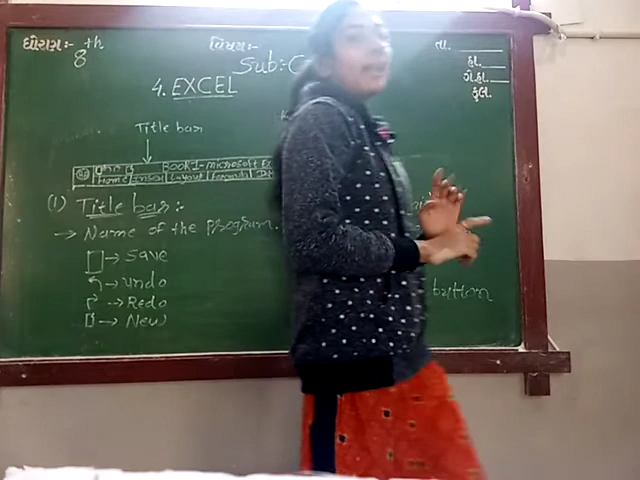 ધોરણ:- 8th
વિષય:-
Sub:-C
તા.
હા.
ગે.હા.
કુલ.
4. EXCEL
Title bar
BOOK1-microsoft Ex
Home Insert Layout Formula
(1) Title bar:-
→ Name of the program.
→ Save
→ undo
→ Redo
→ New
button